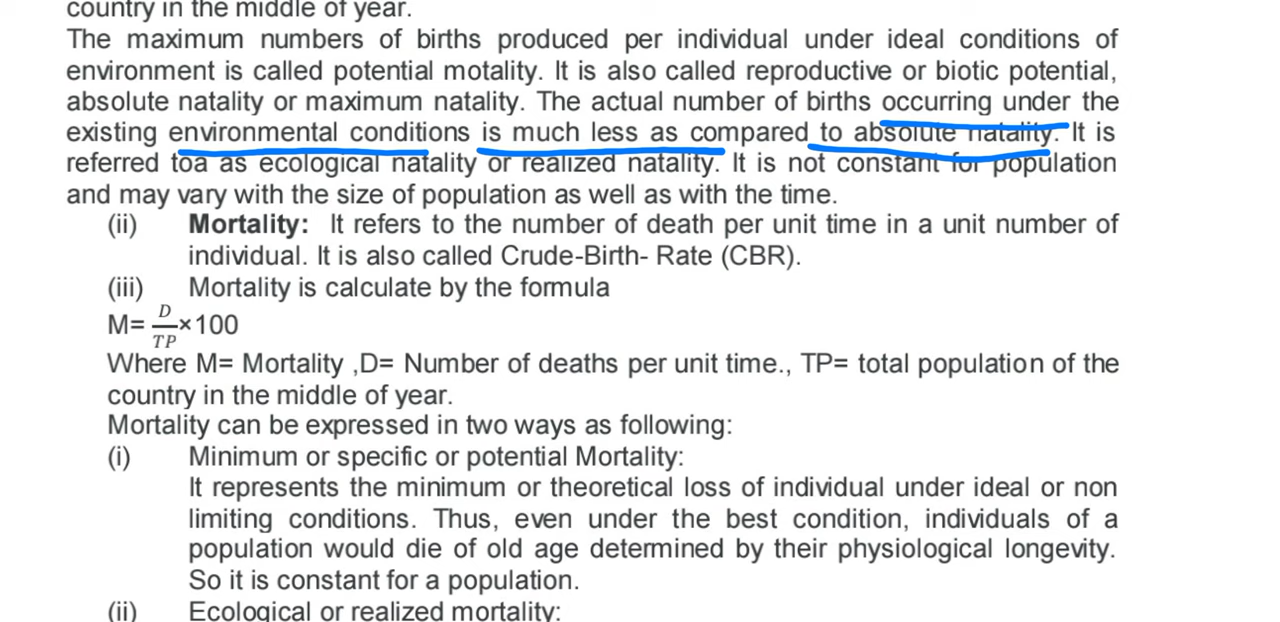 country in the middle of year.
The maximum numbers of births produced per individual under ideal conditions of
environment is called potential motality. It is also called reproductive or biotic potential,
absolute natality or maximum natality. The actual number of births occurring under the
existing environmental conditions is much less as compared to absolute natality. It is
referred toa as ecological natality or realized natality. It is not constant for population
and may vary with the size of population as well as with the time.
(ii) Mortality: It refers to the number of death per unit time in a unit number of
individual. It is also called Crude-Birth- Rate (CBR).
(iii) Mortality is calculate by the formula
M= D/TP ×100
Where M= Mortality ,D= Number of deaths per unit time., TP= total population of the
country in the middle of year.
Mortality can be expressed in two ways as following:
(i) Minimum or specific or potential Mortality:
It represents the minimum or theoretical loss of individual under ideal or non
limiting conditions. Thus, even under the best condition, individuals of a
population would die of old age determined by their physiological longevity.
So it is constant for a population.
(ii) Ecological or realized mortality: